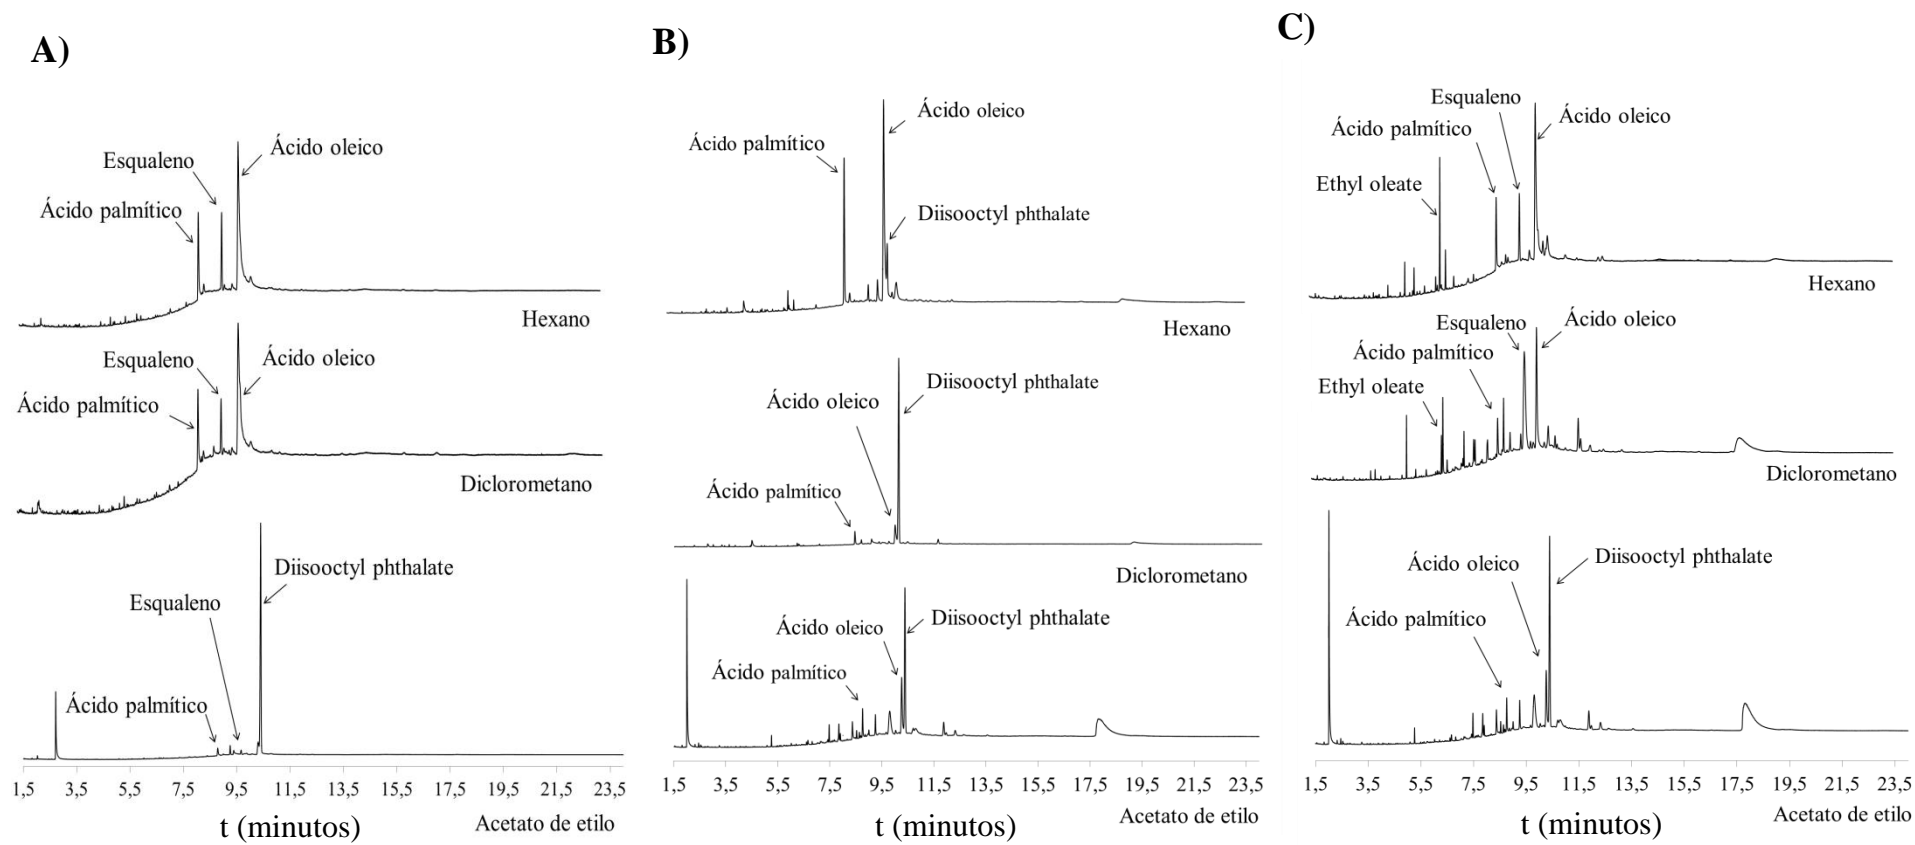 A)
Esqualeno
Ácido oleico
Ácido palmítico
Hexano
Esqualeno
Ácido oleico
Ácido palmítico
Diclorometano
Diisooctyl phthalate
Esqualeno
Ácido palmítico
1,5 3,5 5,5 7,5 9,5 11,5 13,5 15,5 17,5 19,5 21,5 23,5
t (minutos)
Acetato de etilo
B)
Ácido oleico
Ácido palmítico
Diisooctyl phthalate
Hexano
Diisooctyl phthalate
Ácido oleico
Ácido palmítico
Diclorometano
Diisooctyl phthalate
Ácido oleico
Ácido palmítico
1,5 3,5 5,5 7,5 9,5 11,5 13,5 15,5 17,5 19,5 21,5 23,5
t (minutos)
Acetato de etilo
C)
Esqualeno
Ácido oleico
Ácido palmítico
Ethyl oleate
Hexano
Esqualeno
Ácido oleico
Ácido palmítico
Ethyl oleate
Diclorometano
Diisooctyl phthalate
Ácido oleico
Ácido palmítico
1,5 3,5 5,5 7,5 9,5 11,5 13,5 15,5 17,5 19,5 21,5 23,5
t (minutos)
Acetato de etilo